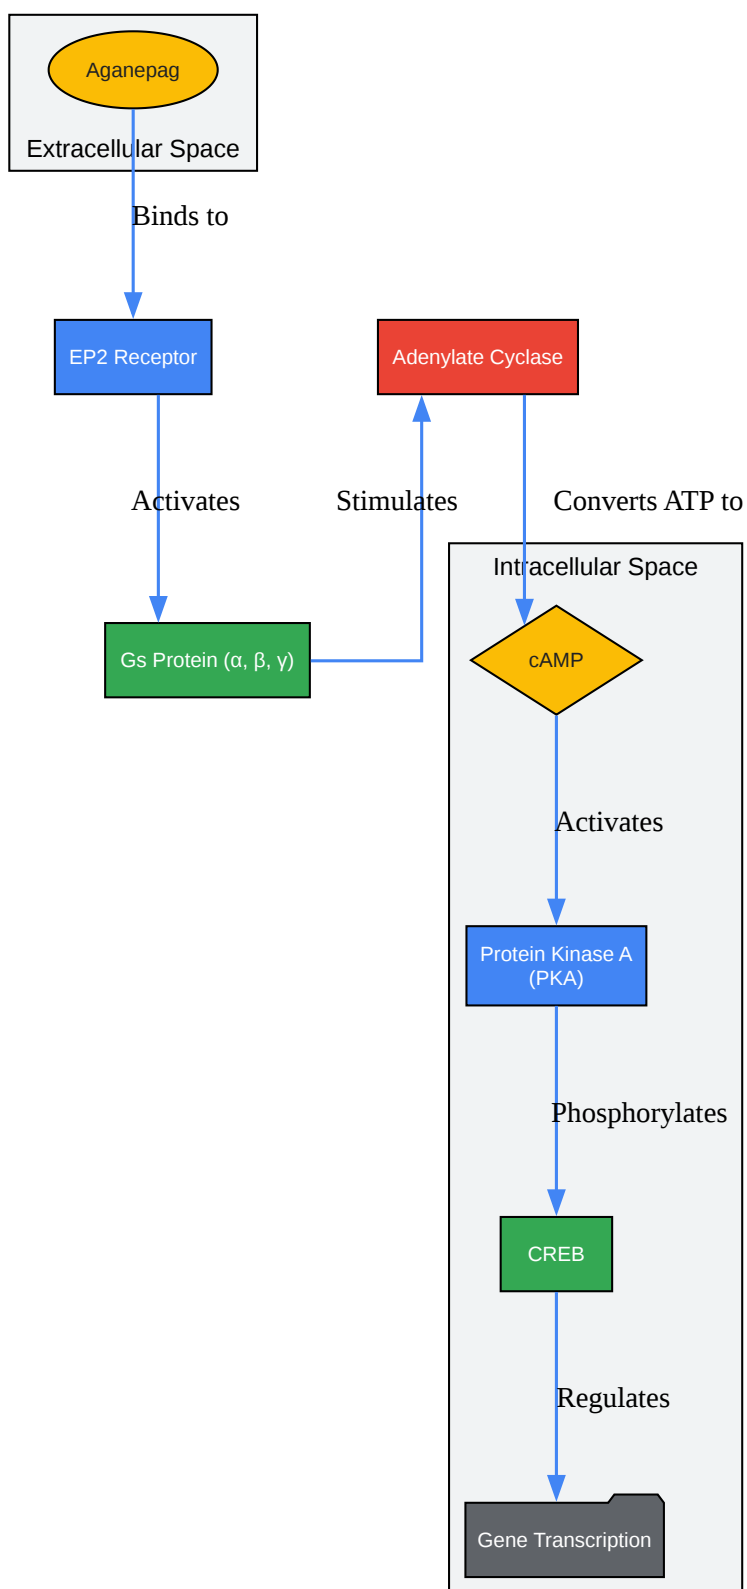 Aganepag
Extracellular Space
Binds to
EP2 Receptor
Adenylate Cyclase
Activates
Stimulates
Converts ATP to
Intracellular Space
Gs Protein (α, β, γ)
cAMP
Activates
Protein Kinase A
(PKA)
Phosphorylates
CREB
Regulates
Gene Transcription